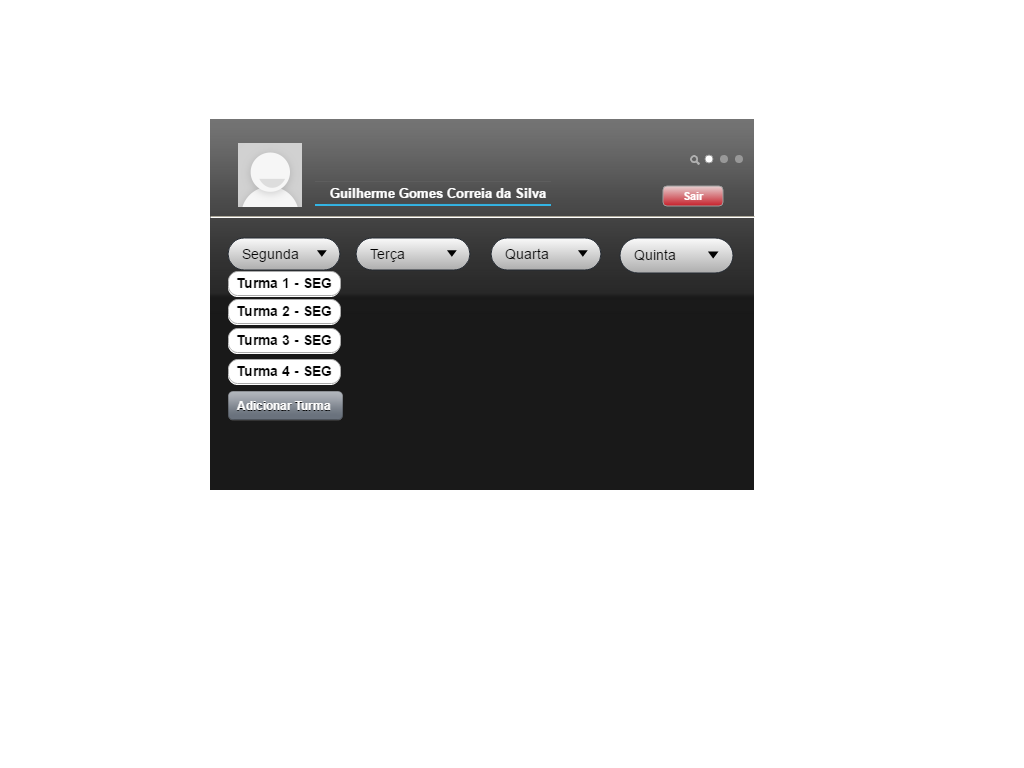 Guilherme Gomes Correia da Silva
Sair
Segunda
Terça
Quarta
Quinta
Turma 1 - SEG
Turma 2 - SEG
Turma 3 - SEG
Turma 4 - SEG
Adicionar Turma